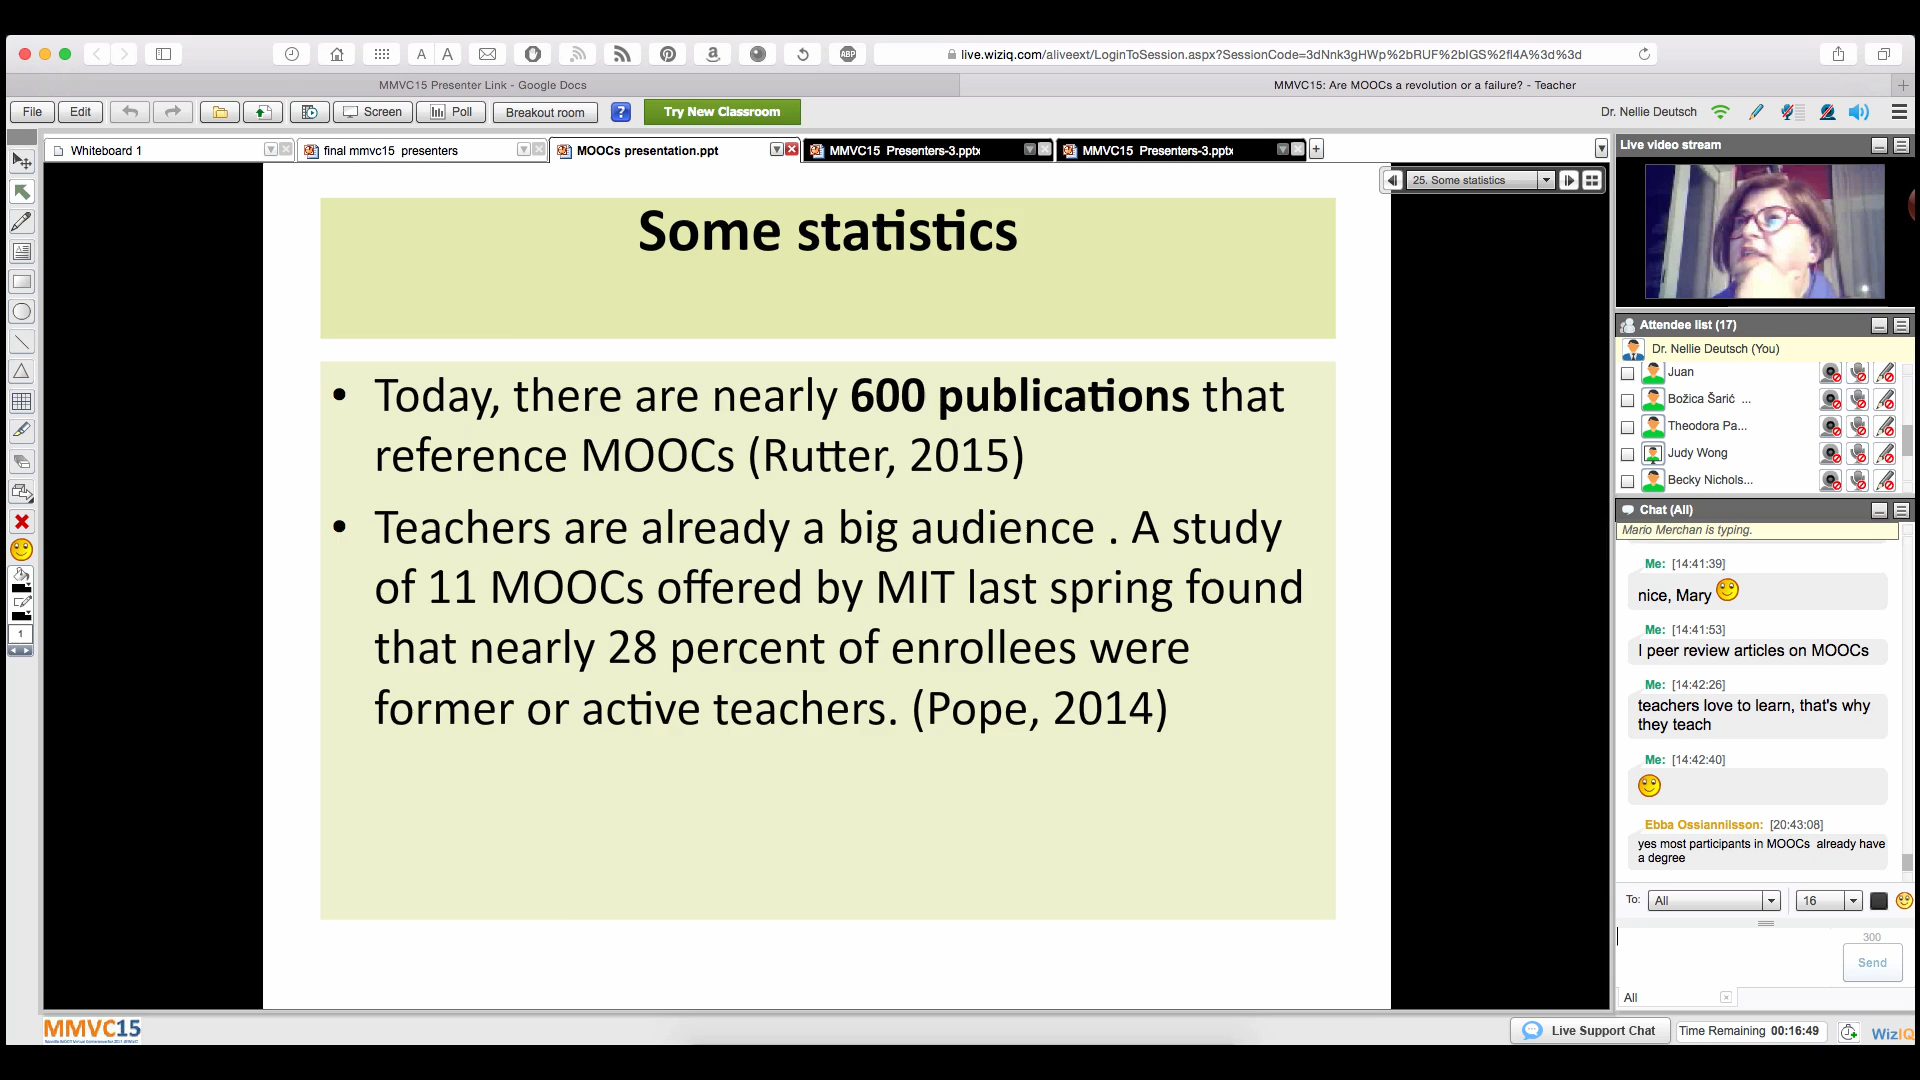 live.wiziq.com/aliveext/LoginToSession.aspx?SessionCode=3dNnk3gHWp%2bRUF%2bIGS%2fl4A%3d%3d
MMVC15 Presenter Link - Google Docs
MMVC15: Are MOOCs a revolution or a failure? - Teacher
File
Edit
Screen
Poll
Breakout room
?
Try New Classroom
Dr. Nellie Deutsch
Whiteboard 1
final mmvc15 presenters
MOOCs presentation.ppt
MMVC15 Presenters-3.pptx
MMVC15 Presenters-3.pptx
25. Some statistics
Some statistics
• Today, there are nearly 600 publications that
reference MOOCs (Rutter, 2015)
• Teachers are already a big audience . A study
of 11 MOOCs offered by MIT last spring found
that nearly 28 percent of enrollees were
former or active teachers. (Pope, 2014)
1
Live video stream
Attendee list (17)
Dr. Nellie Deutsch (You)
Juan
Božica Šarić ...
Theodora Pa...
Judy Wong
Becky Nichols...
Chat (All)
Mario Merchan is typing.
Me: [14:41:39]
nice, Mary
Me: [14:41:53]
I peer review articles on MOOCs
Me: [14:42:26]
teachers love to learn, that's why
they teach
Me: [14:42:40]
Ebba Ossiannilsson: [20:43:08]
yes most participants in MOOCs already have
a degree
To: All
16
300
Send
All
MMVC15
Live Support Chat
Time Remaining 00:16:49
WizIQ